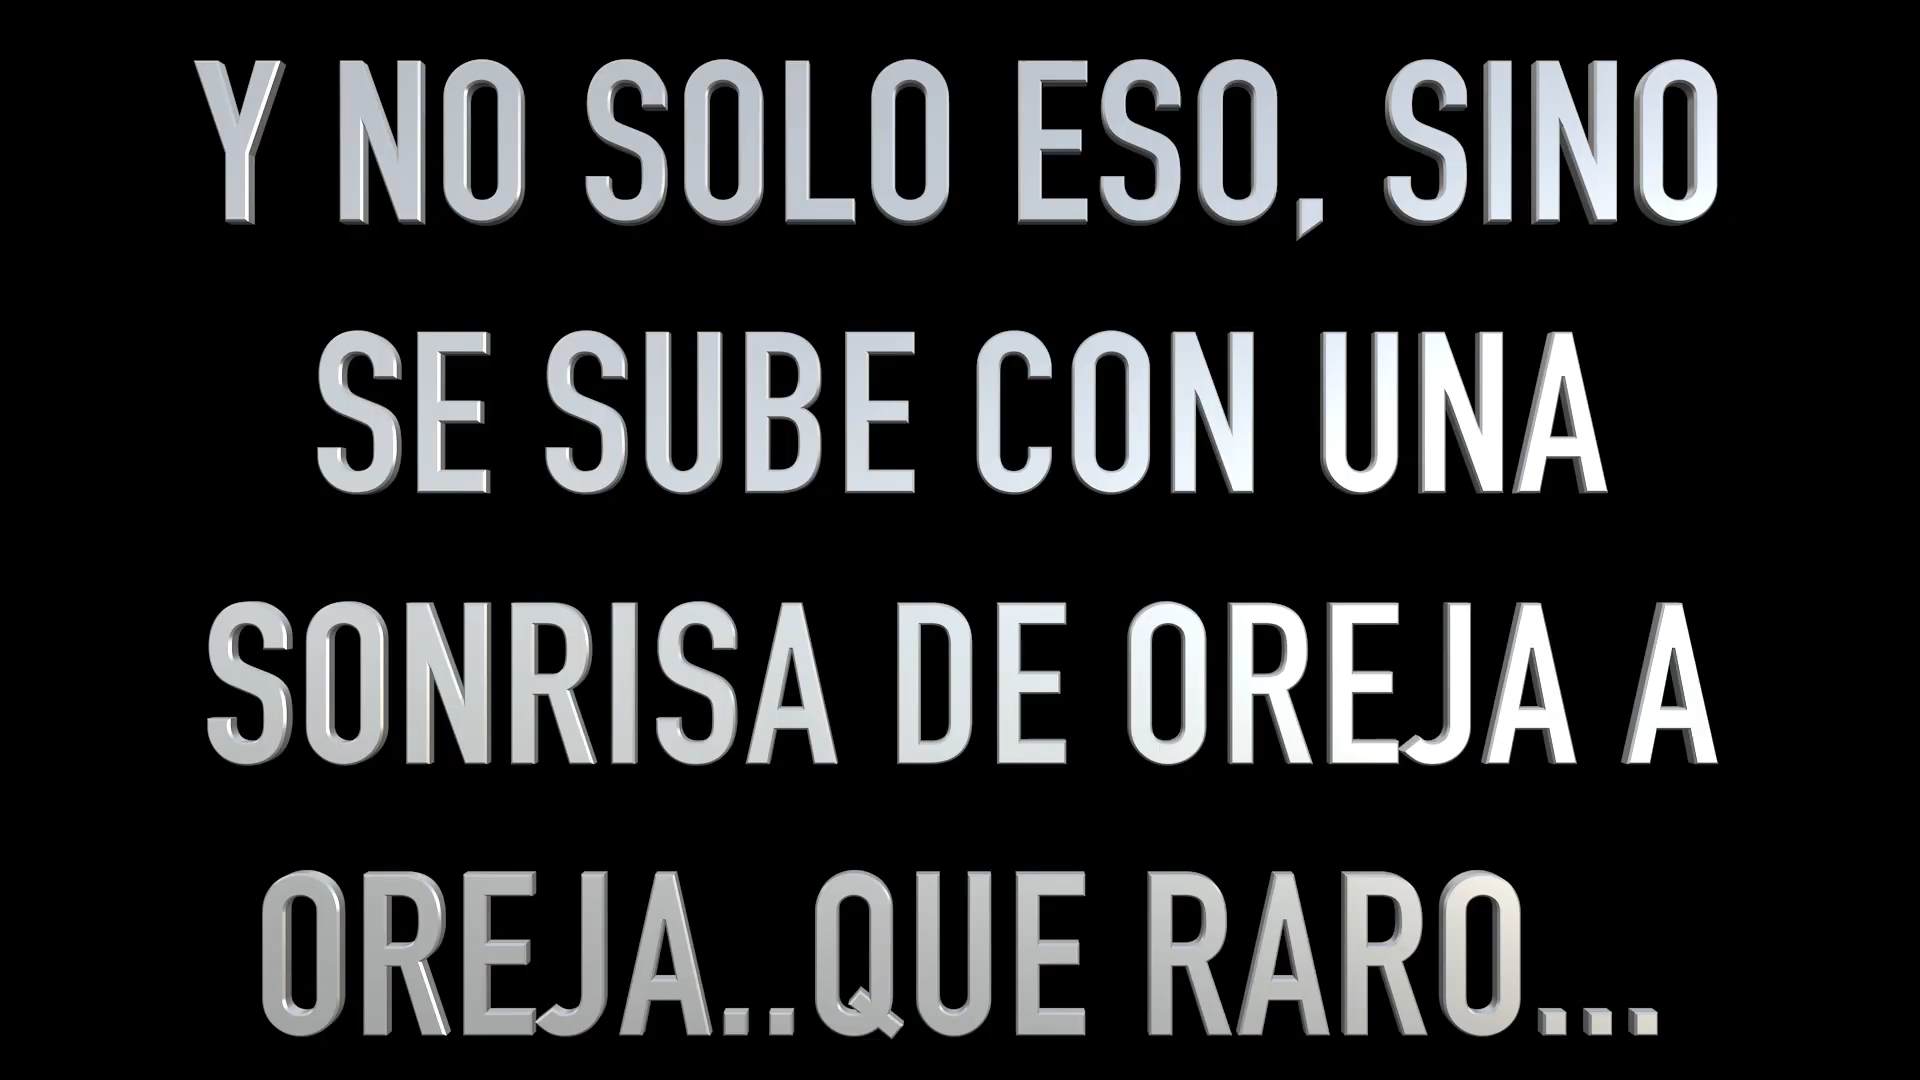 Y NO SOLO ESO, SINO
SE SUBE CON UNA
SONRISA DE OREJA A
OREJA..QUE RARO...